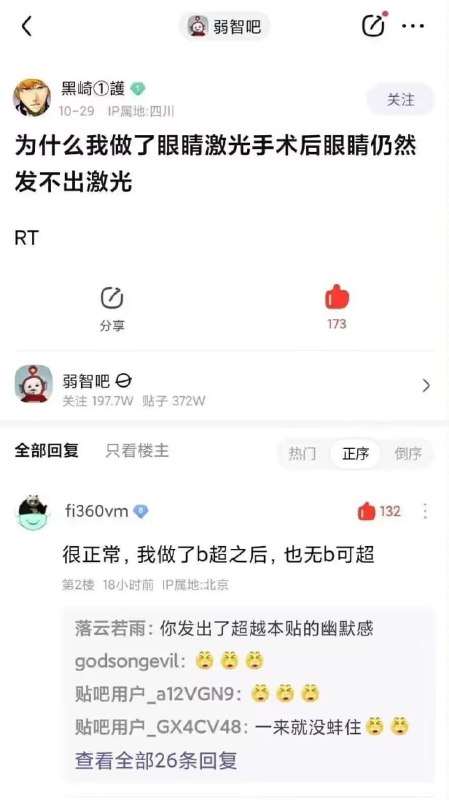 弱智吧
黑崎①護 1
10-29 IP属地:四川
关注
为什么我做了眼睛激光手术后眼睛仍然
发不出激光
RT
分享
173
弱智吧
关注 197.7W 贴子 372W
全部回复 只看楼主 热门 正序 倒序
fj360vm 8 132
很正常，我做了b超之后，也无b可超
第2楼 18小时前 IP属地:北京
落云若雨: 你发出了超越本贴的幽默感
godsongevil:
贴吧用户_a12VGN9:
贴吧用户_GX4CV48: 一来就没蚌住
查看全部26条回复